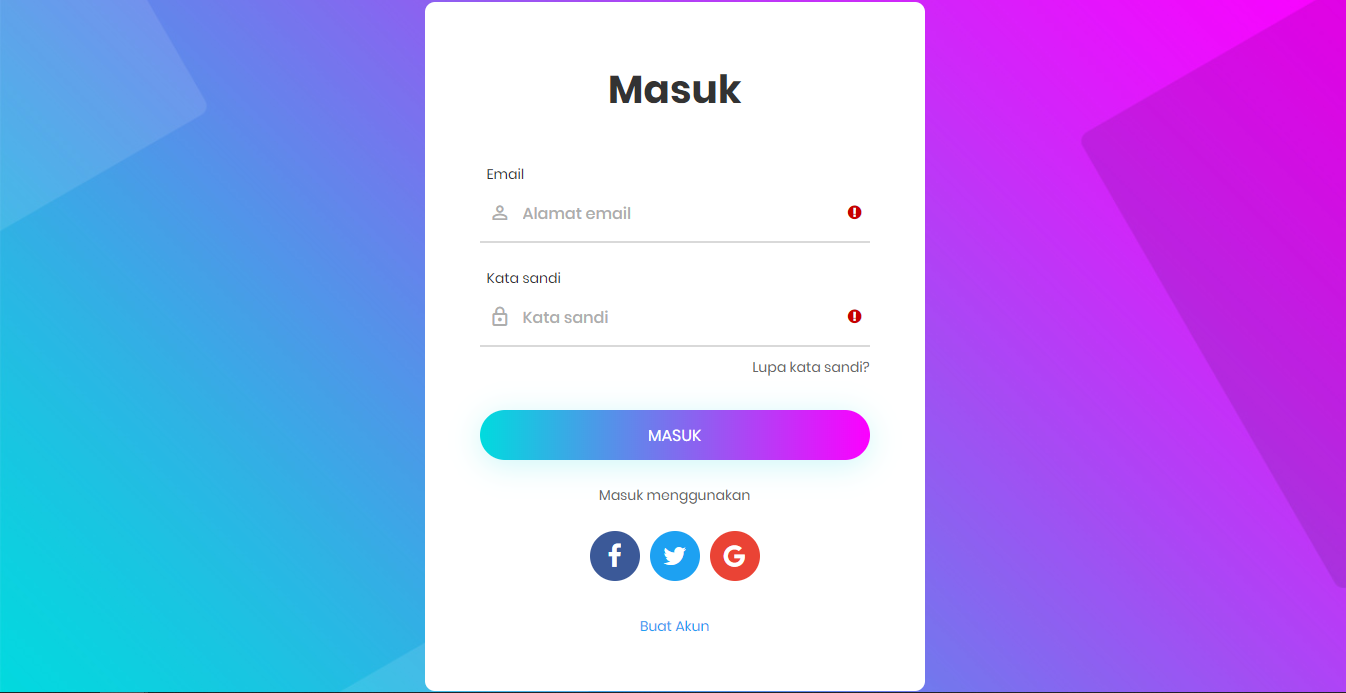 Masuk
Email
Alamat email
Kata sandi
Kata sandi
Lupa kata sandi?
MASUK
Masuk menggunakan
Buat Akun